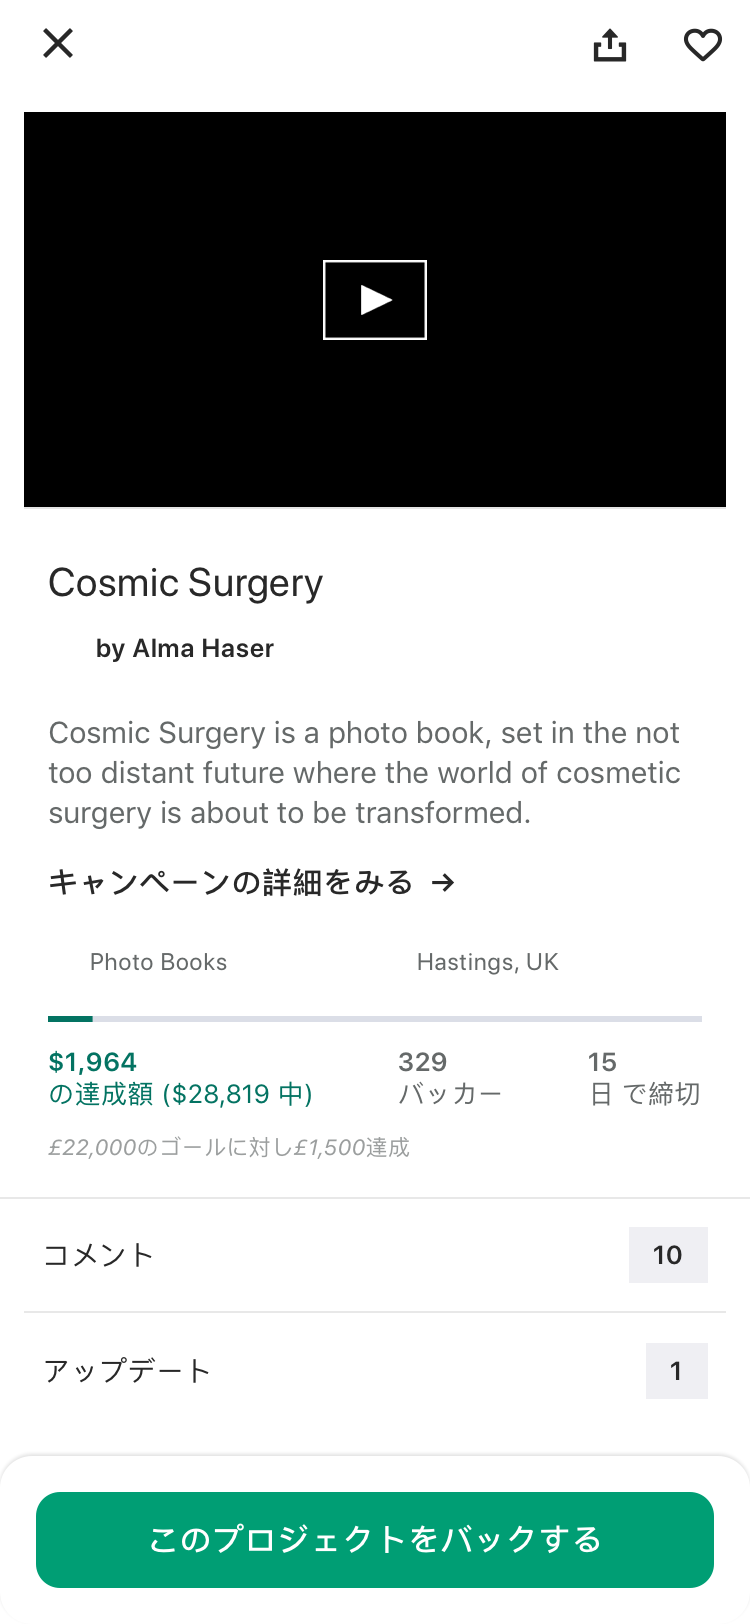 Cosmic Surgery
by Alma Haser
Cosmic Surgery is a photo book, set in the not
too distant future where the world of cosmetic
surgery is about to be transformed.
キャンペーンの詳細をみる →
Photo Books
Hastings, UK
$1,964
の達成額 ($28,819 中)
329
バッカー
15
日 で締切
£22,000のゴールに対し£1,500達成
コメント
10
アップデート
1
このプロジェクトをバックする